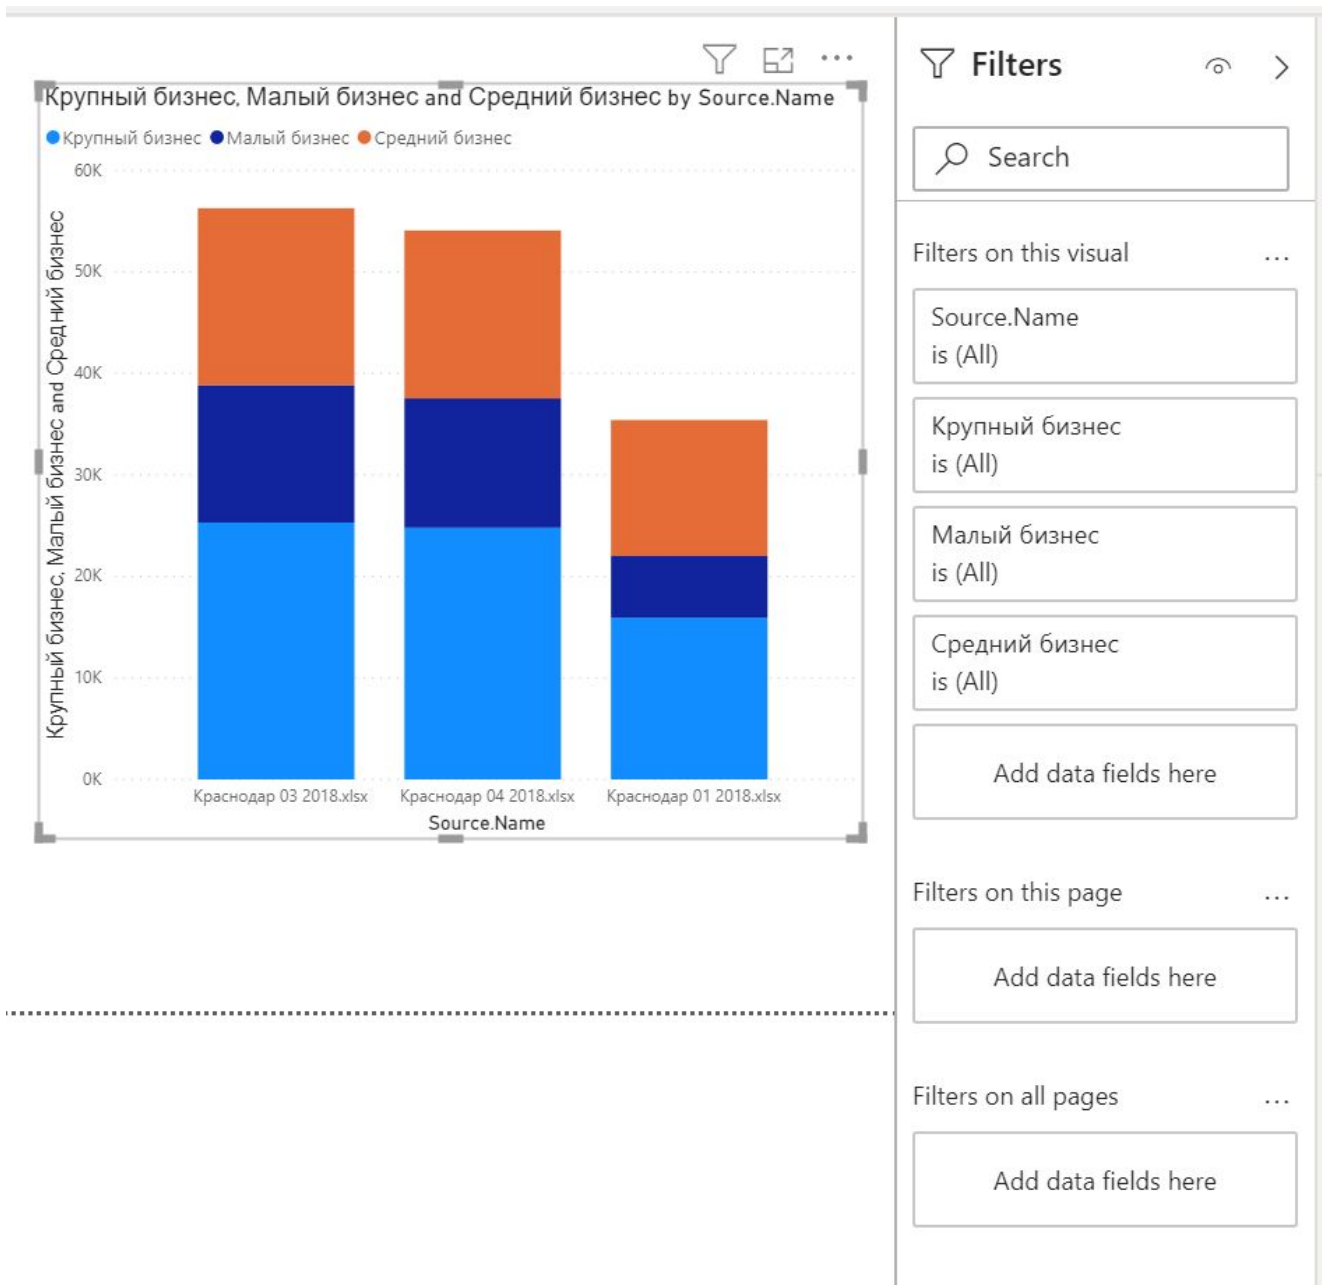 Крупный бизнес, Малый бизнес and Средний бизнес by Source.Name
Крупный бизнес Малый бизнес Средний бизнес
60K
50K
40K
30K
20K
10K
0K
Крупный бизнес, Малый бизнес and Средний бизнес
Краснодар 03 2018.xlsx Краснодар 04 2018.xlsx Краснодар 01 2018.xlsx
Source.Name
Filters
Search
Filters on this visual
Source.Name
is (All)
Крупный бизнес
is (All)
Малый бизнес
is (All)
Средний бизнес
is (All)
Add data fields here
Filters on this page
Add data fields here
Filters on all pages
Add data fields here